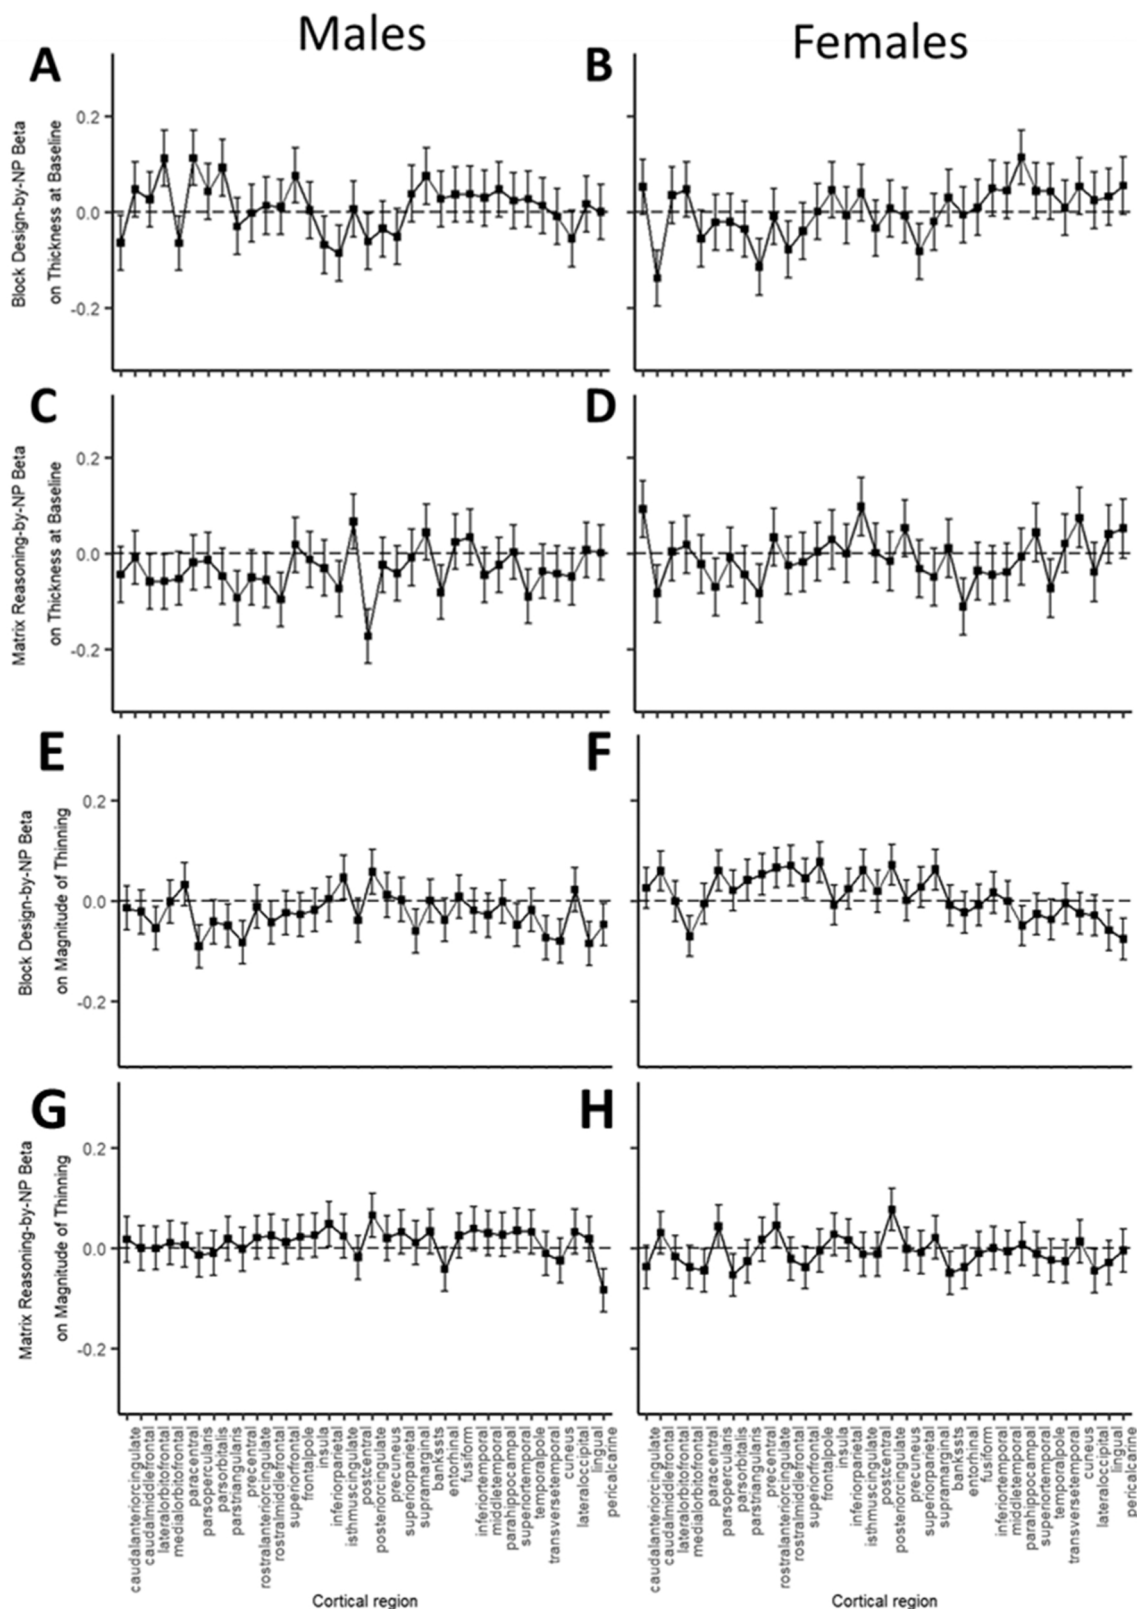 Males
Females
A
B
Block Design-by-NP Beta
on Thickness at Baseline
0.2
0.0
-0.2
C
D
Matrix Reasoning-by-NP Beta
on Thickness at Baseline
0.2
0.0
-0.2
E
F
Block Design-by-NP Beta
on Magnitude of Thinning
0.2
0.0
-0.2
G
H
Matrix Reasoning-by-NP Beta
on Magnitude of Thinning
0.2
0.0
-0.2
caudalanteriorcingulate
caudalmiddlefrontal
lateralorbitofrontal
medialorbitofrontal
paracentral
parsopercularis
parsorbitalis
parstriangularis
precentral
rostralanteriorcingulate
rostralmiddlefrontal
superiorfrontal
frontalpole
insula
inferiorparietal
isthmuscingulate
postcentral
posteriorcingulate
precuneus
superiorparietal
supramarginal
bankssts
entorhinal
fusiform
inferiortemporal
middletemporal
parahippocampal
superiortemporal
temporalpole
transversetemporal
cuneus
lateraloccipital
lingual
pericalcarine
caudalanteriorcingulate
caudalmiddlefrontal
lateralorbitofrontal
medialorbitofrontal
paracentral
parsopercularis
parsorbitalis
parstriangularis
precentral
rostralanteriorcingulate
rostralmiddlefrontal
superiorfrontal
frontalpole
insula
inferiorparietal
isthmuscingulate
postcentral
posteriorcingulate
precuneus
superiorparietal
supramarginal
bankssts
entorhinal
fusiform
inferiortemporal
middletemporal
parahippocampal
superiortemporal
temporalpole
transversetemporal
cuneus
lateraloccipital
lingual
pericalcarine
Cortical region
Cortical region